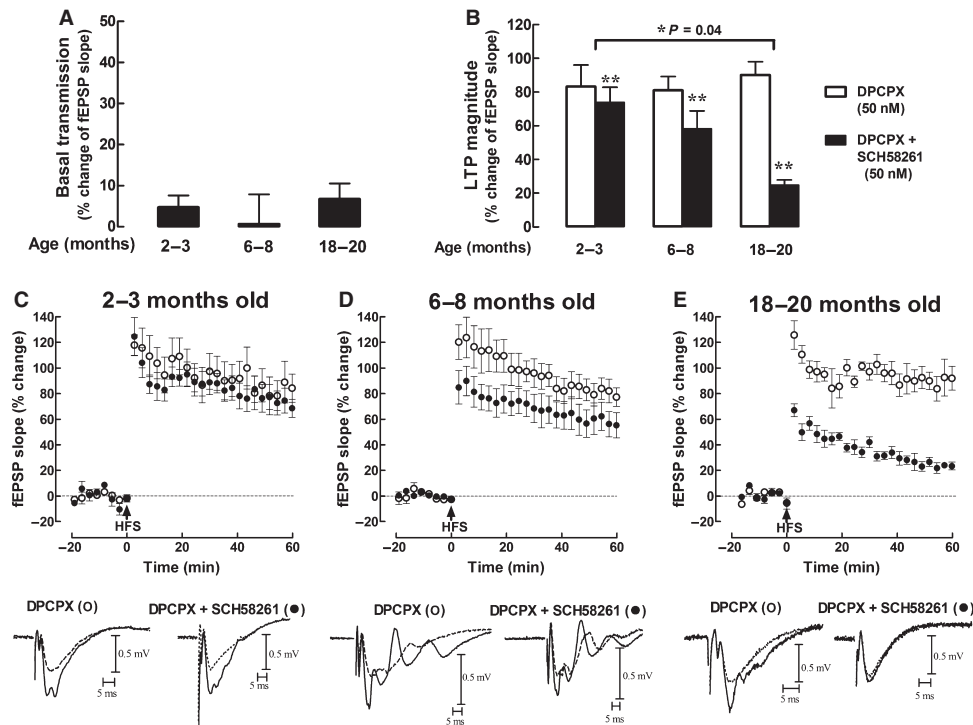 A
Basal transmission
(% change of fEPSP slope)
50
40
30
20
10
0
Age (months)
2–3
6–8
18–20
B
LTP magnitude
(% change of fEPSP slope)
120
100
80
60
40
20
0
* P = 0.04
**
**
**
Age (months)
2–3
6–8
18–20
DPCPX
(50 nM)
DPCPX +
SCH58261
(50 nM)
C
2–3 months old
fEPSP slope (% change)
140
120
100
80
60
40
20
0
−20
HFS
−20
0
20
40
60
Time (min)
D
6–8 months old
fEPSP slope (% change)
140
120
100
80
60
40
20
0
−20
HFS
−20
0
20
40
60
Time (min)
E
18–20 months old
fEPSP slope (% change)
140
120
100
80
60
40
20
0
−20
HFS
−20
0
20
40
60
Time (min)
DPCPX (O)
0.5 mV
5 ms
DPCPX + SCH58261 (●)
0.5 mV
5 ms
DPCPX (O)
0.5 mV
5 ms
DPCPX + SCH58261 (●)
0.5 mV
5 ms
DPCPX (O)
0.5 mV
5 ms
DPCPX + SCH58261 (●)
0.5 mV
5 ms